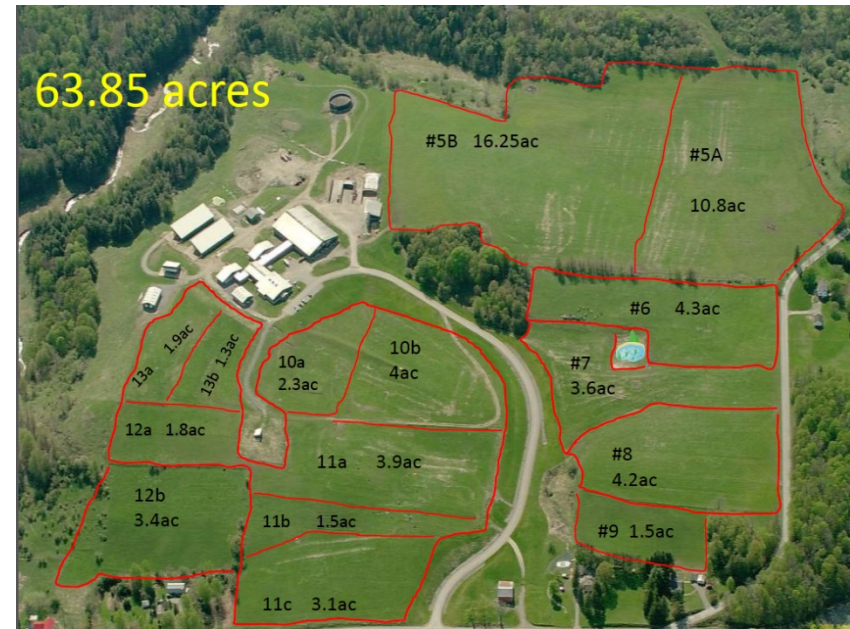 63.85 acres
#5B 16.25ac
#5A
10.8ac
#6 4.3ac
#7
3.6ac
#8
4.2ac
#9 1.5ac
10a
2.3ac
10b
4ac
13a 1.9ac
13b 1.3ac
12a 1.8ac
12b
3.4ac
11a 3.9ac
11b 1.5ac
11c 3.1ac